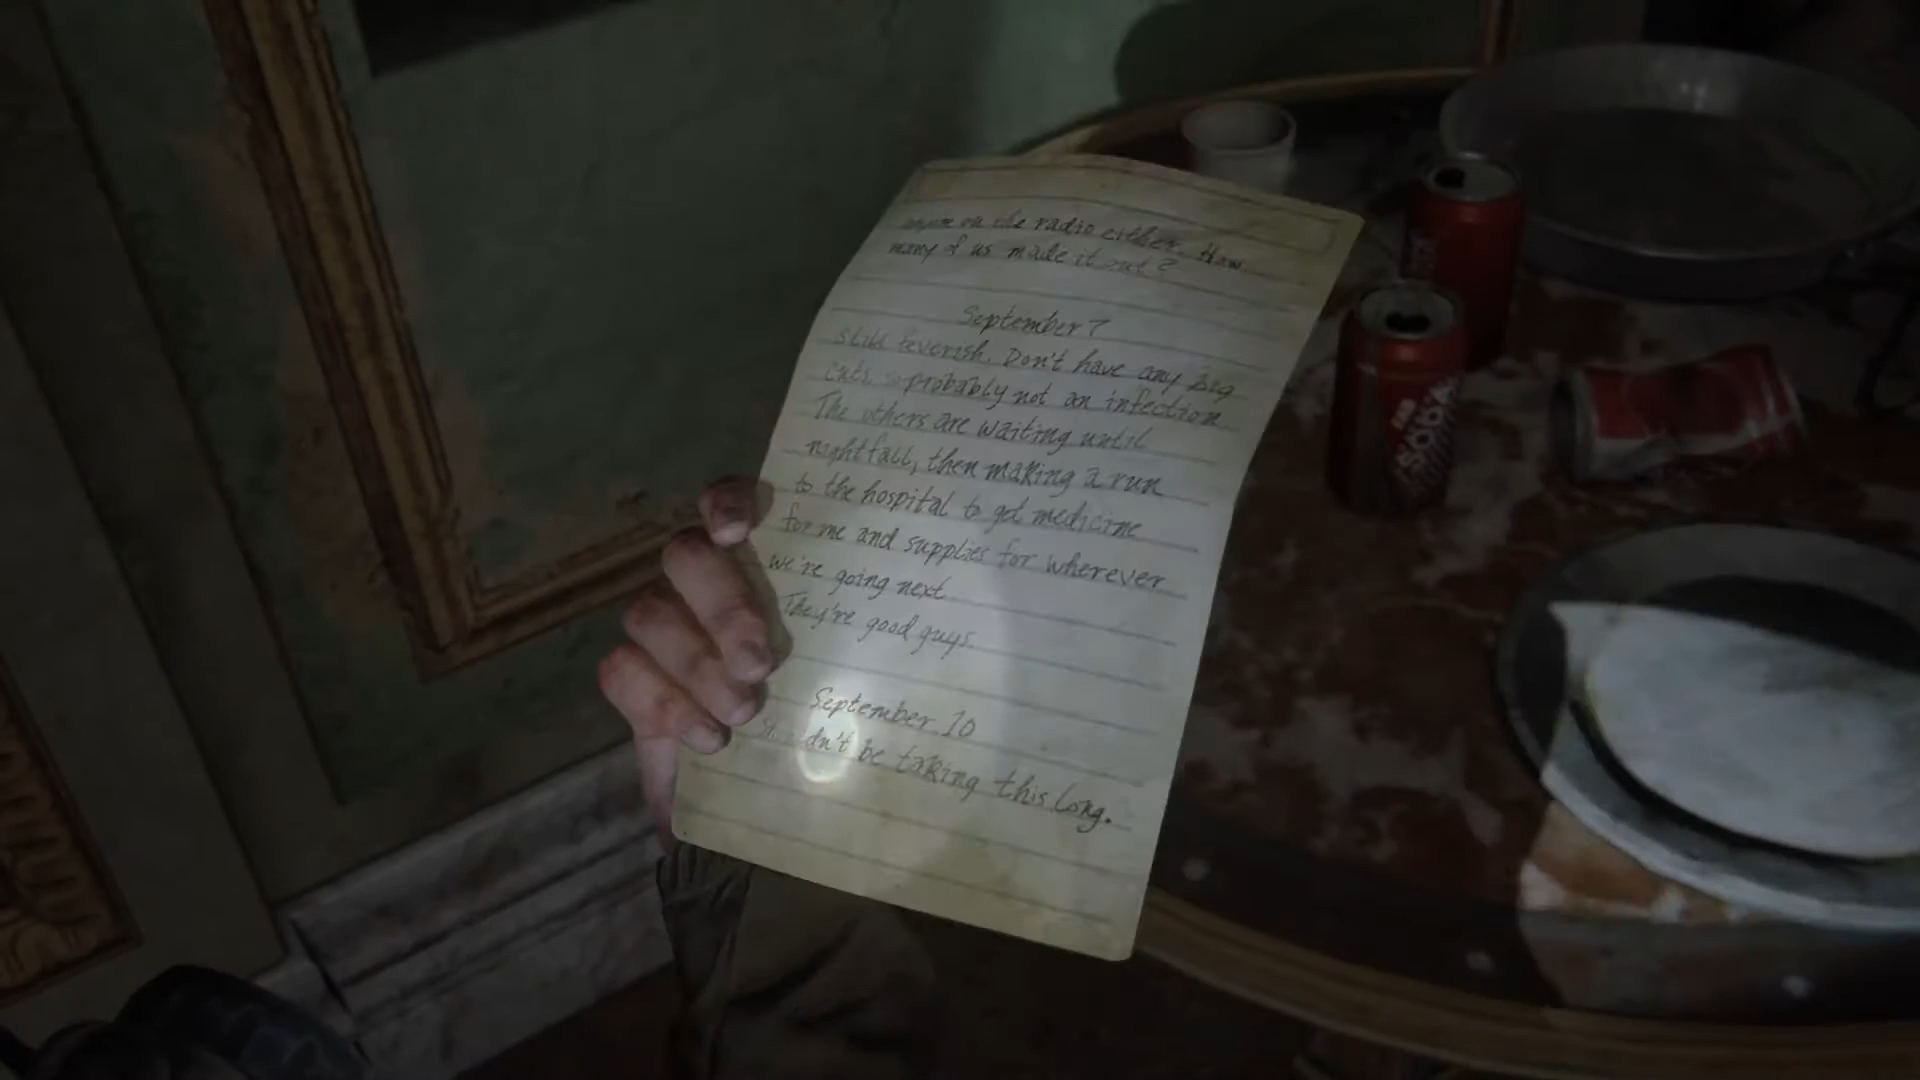 on the radio either. How
many of us made it out?
September 7
Still feverish. Don't have any big
cuts, so probably not an infection.
The others are waiting until
nightfall, then making a run
to the hospital to get medicine
for me and supplies for wherever
we're going next
They're good guys.
September 10
be taking this long.
SODA